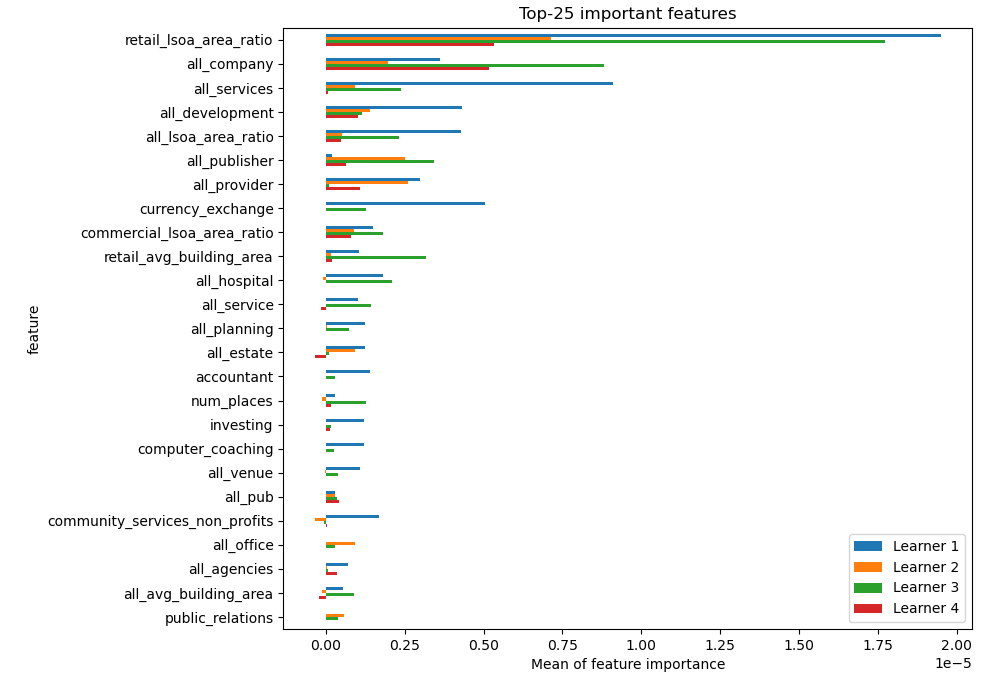 Top-25 important features
feature
retail_lsoa_area_ratio
all_company
all_services
all_development
all_lsoa_area_ratio
all_publisher
all_provider
currency_exchange
commercial_lsoa_area_ratio
retail_avg_building_area
all_hospital
all_service
all_planning
all_estate
accountant
num_places
investing
computer_coaching
all_venue
all_pub
community_services_non_profits
all_office
all_agencies
all_avg_building_area
public_relations
Learner 1
Learner 2
Learner 3
Learner 4
0.00 0.25 0.50 0.75 1.00 1.25 1.50 1.75 2.00
1e−5
Mean of feature importance